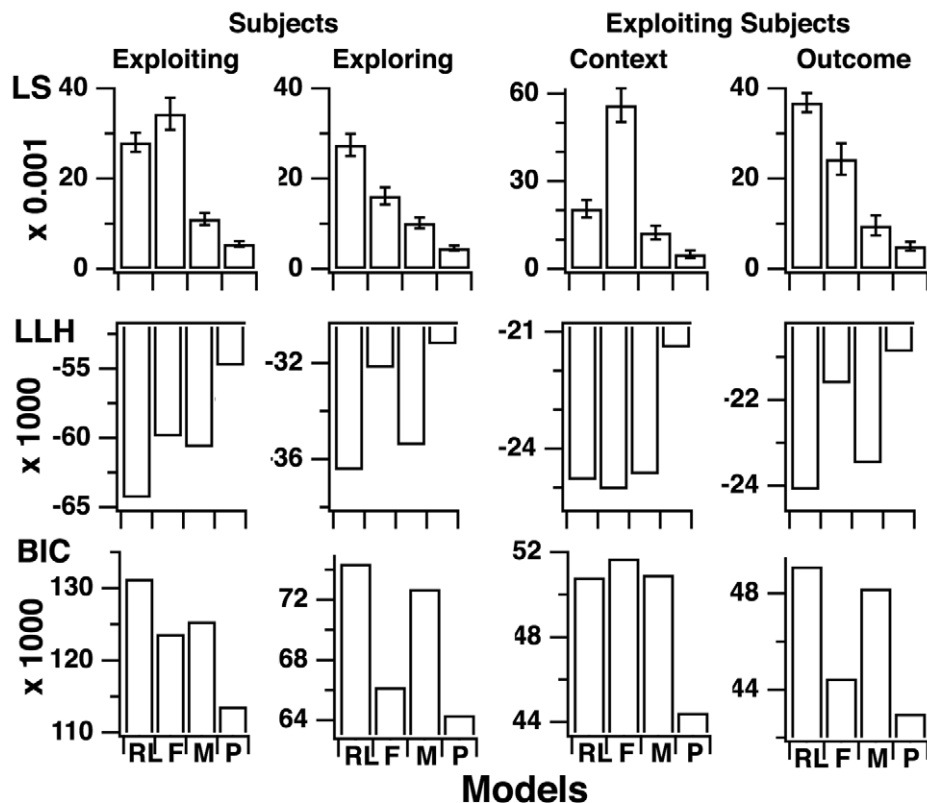 Subjects
Exploiting Subjects
Exploiting
Exploring
Context
Outcome
LS
x 0.001
40
20
0
40
20
0
60
30
0
40
20
0
LLH
x 1000
-55
-60
-65
-32
-36
-21
-24
-22
-24
BIC
x 1000
130
120
110
72
68
64
52
48
44
48
44
RL F M P
RL F M P
RL F M P
RL F M P
Models